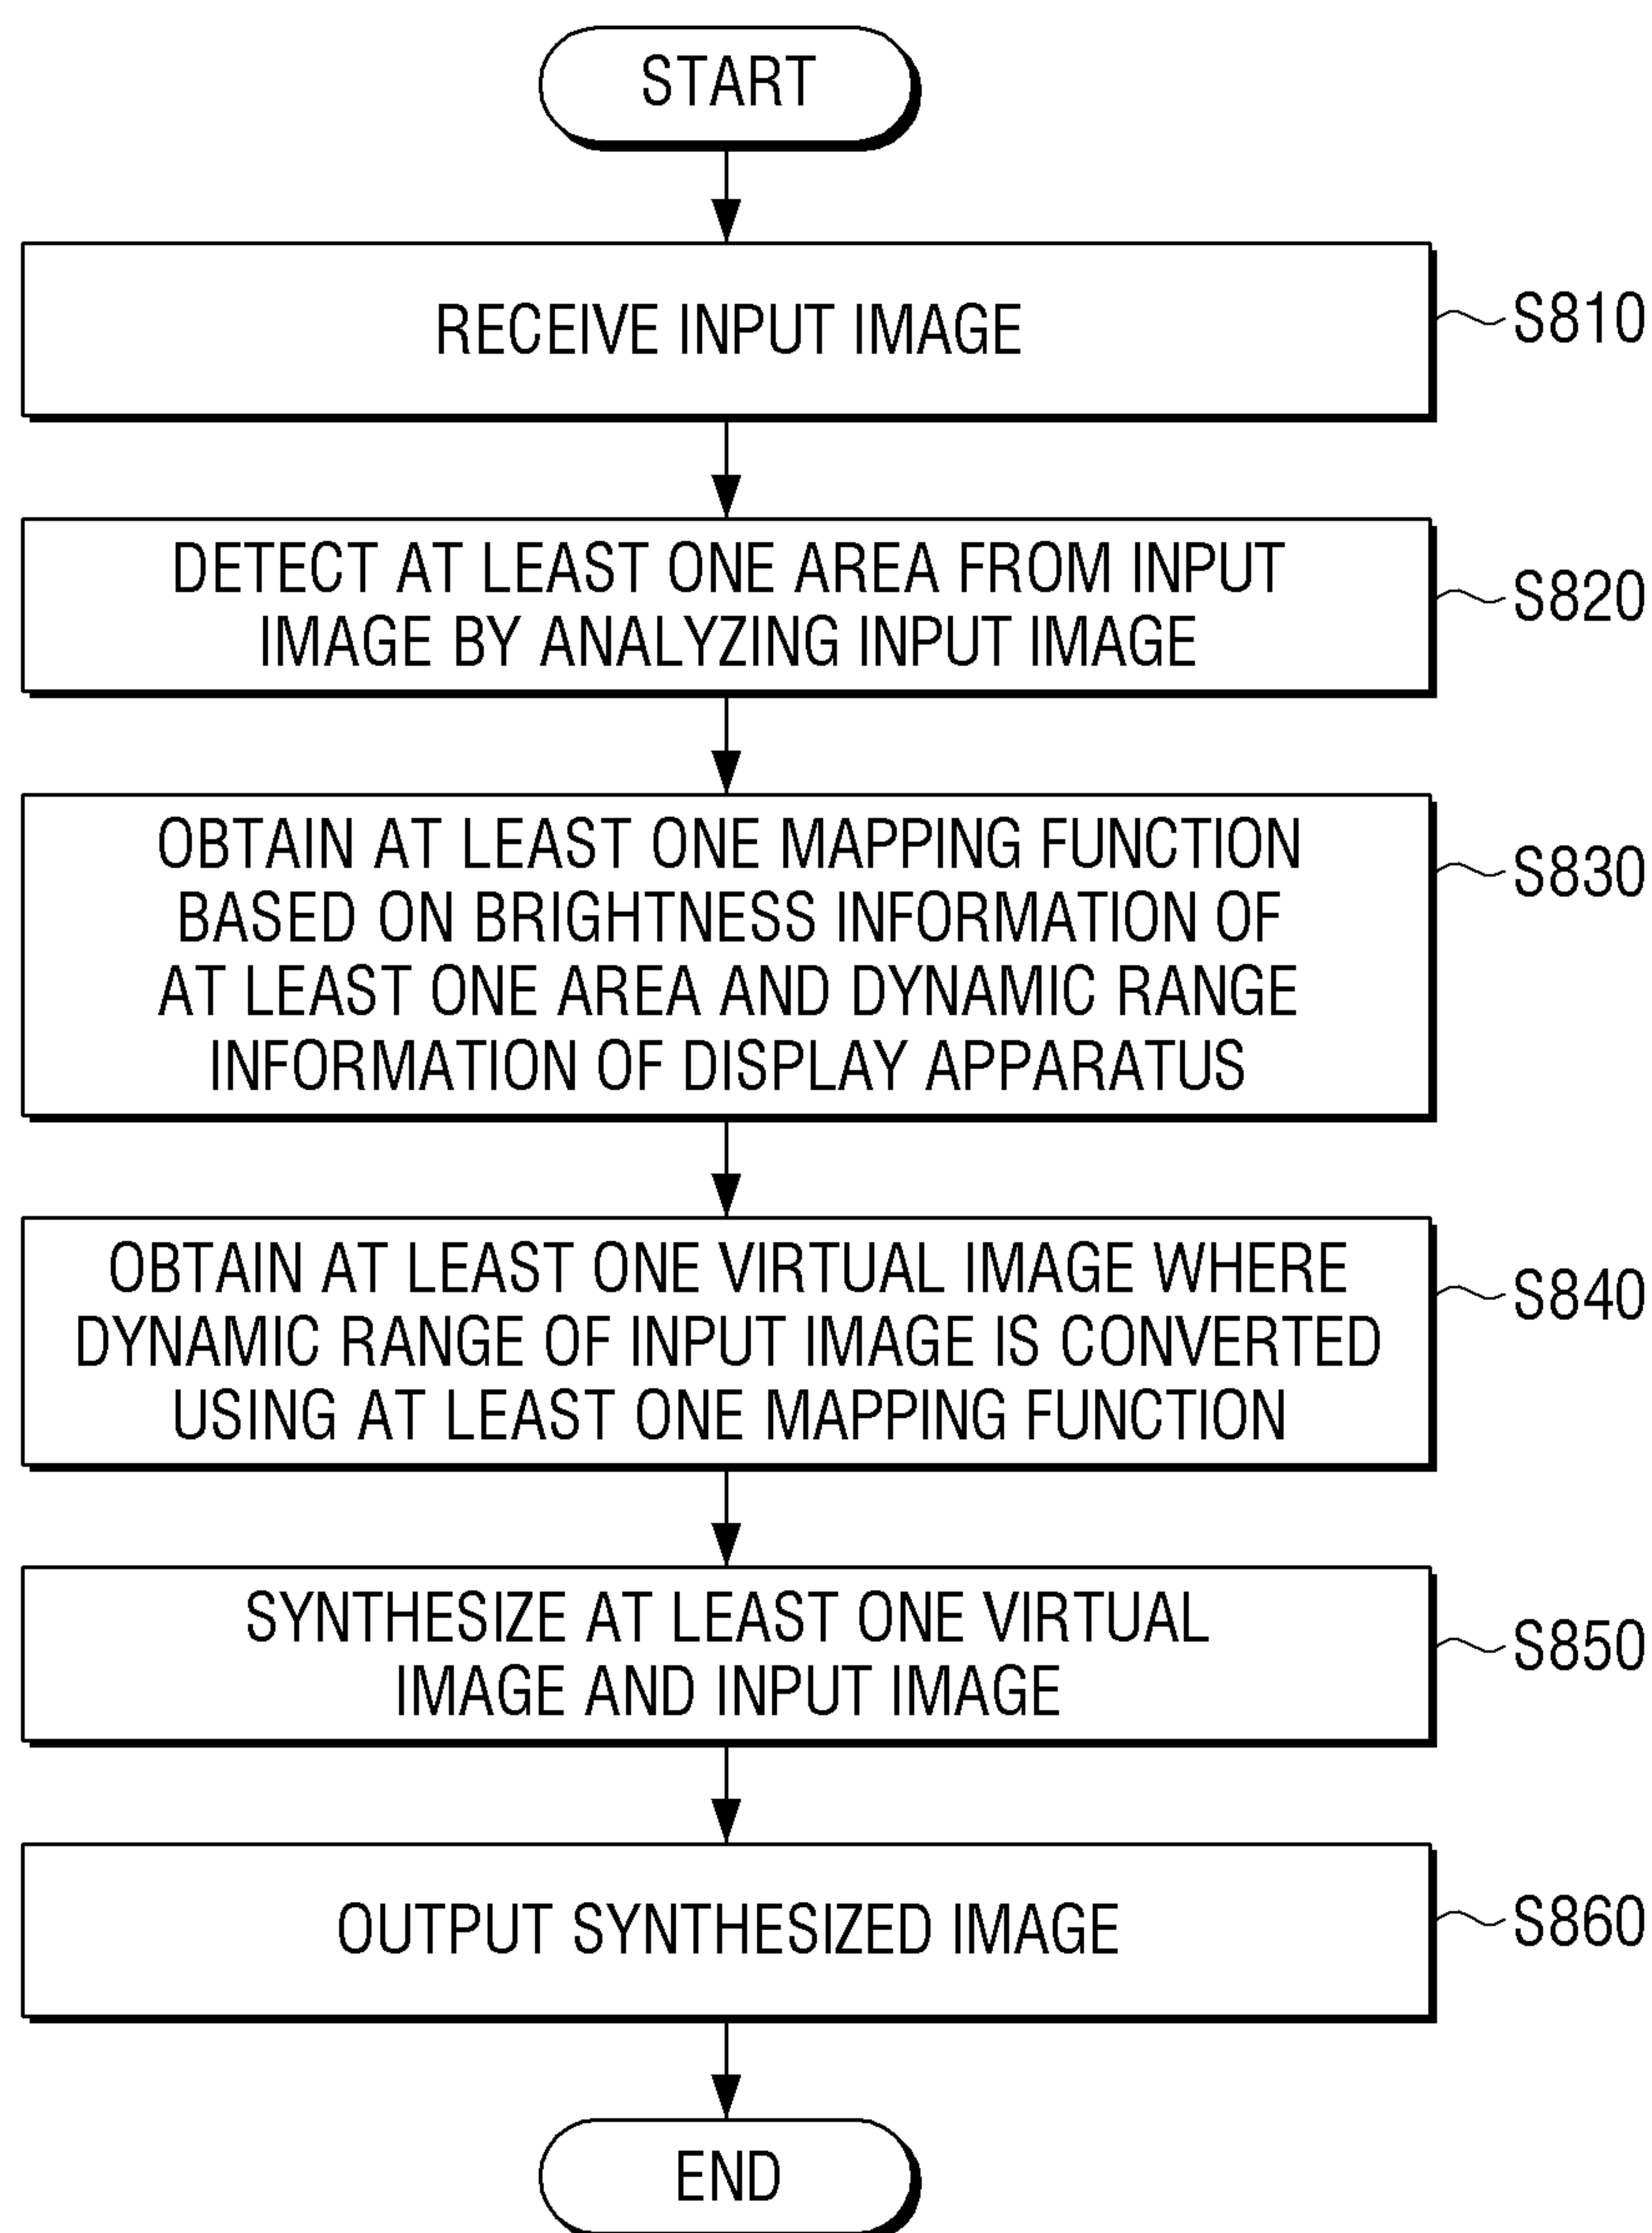 START
RECEIVE INPUT IMAGE
S810
DETECT AT LEAST ONE AREA FROM INPUT
IMAGE BY ANALYZING INPUT IMAGE
S820
OBTAIN AT LEAST ONE MAPPING FUNCTION
BASED ON BRIGHTNESS INFORMATION OF
AT LEAST ONE AREA AND DYNAMIC RANGE
INFORMATION OF DISPLAY APPARATUS
S830
OBTAIN AT LEAST ONE VIRTUAL IMAGE WHERE
DYNAMIC RANGE OF INPUT IMAGE IS CONVERTED
USING AT LEAST ONE MAPPING FUNCTION
S840
SYNTHESIZE AT LEAST ONE VIRTUAL
IMAGE AND INPUT IMAGE
S850
OUTPUT SYNTHESIZED IMAGE
S860
END